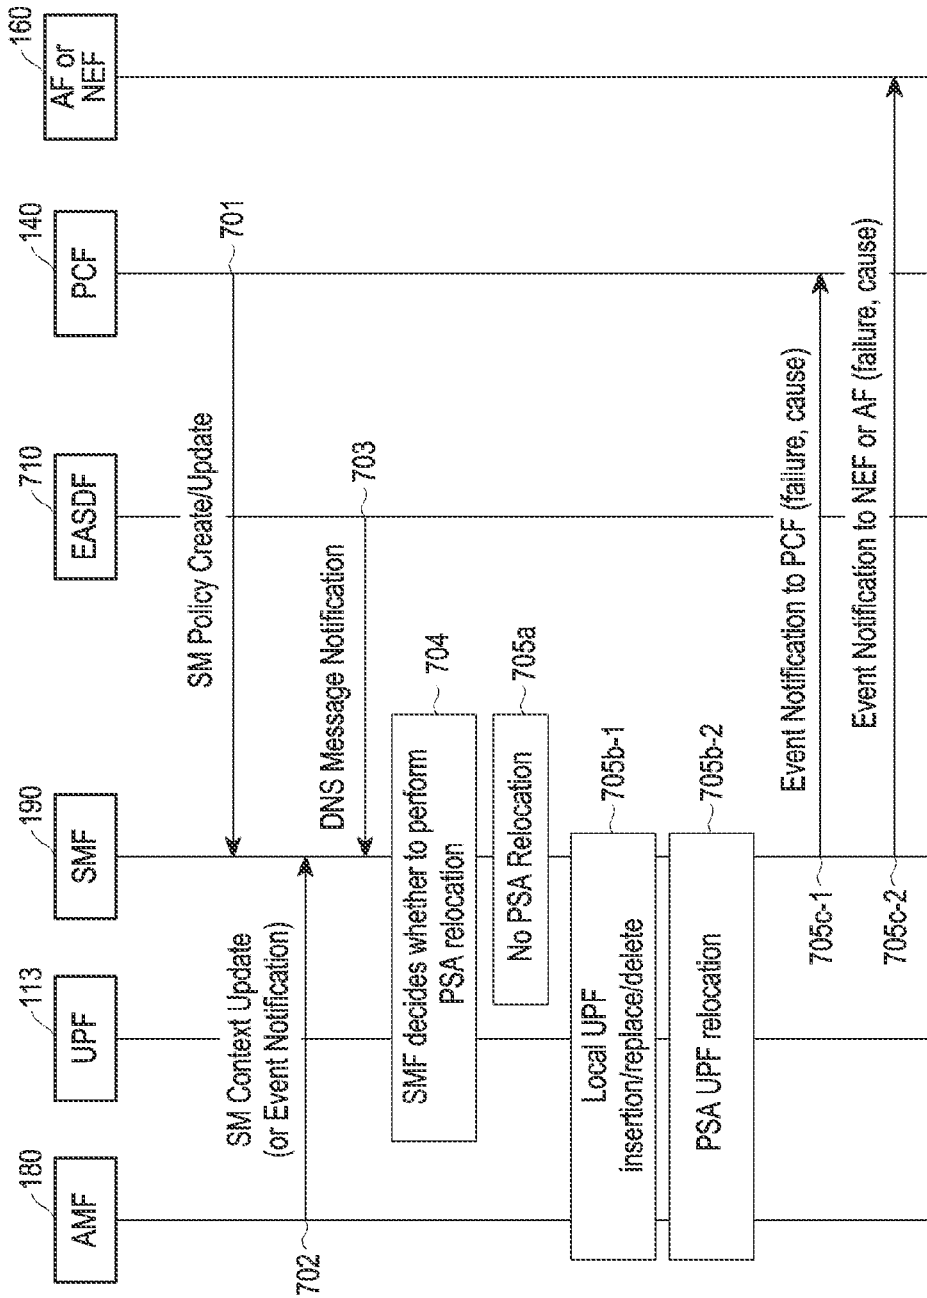 180
AMF
113
UPF
190
SMF
710
EASDF
140
PCF
160
AF or
NEF
SM Policy Create/Update
701
SM Context Update
(or Event Notification)
702
DNS Message Notification
703
SMF decides whether to perform
PSA relocation
704
No PSA Relocation
705a
Local UPF
insertion/replace/delete
705b-1
PSA UPF relocation
705b-2
Event Notification to PCF (failure, cause)
705c-1
Event Notification to NEF or AF (failure, cause)
705c-2